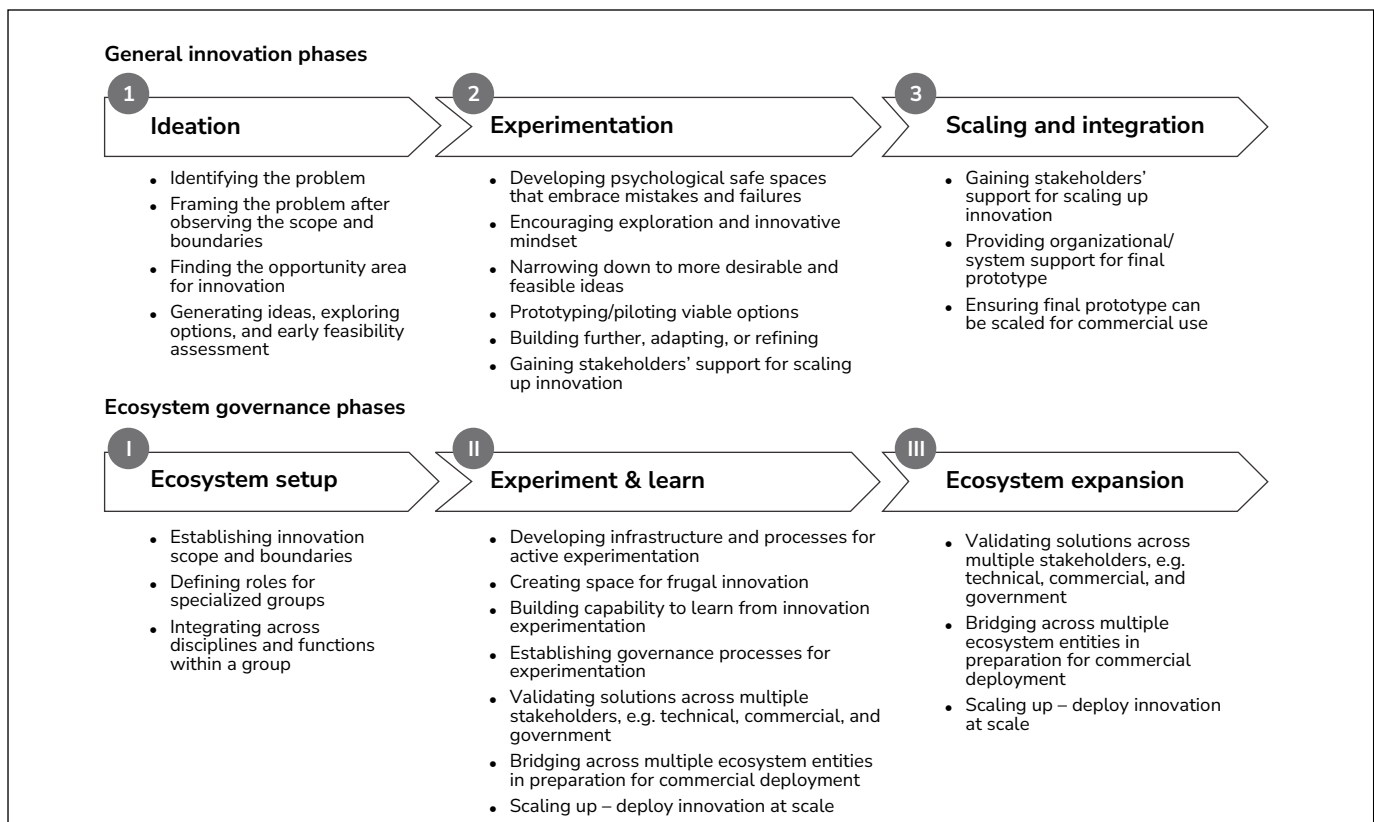 General innovation phases
1
Ideation
• Identifying the problem
• Framing the problem after
observing the scope and
boundaries
• Finding the opportunity area
for innovation
• Generating ideas, exploring
options, and early feasibility
assessment
2
Experimentation
• Developing psychological safe spaces
that embrace mistakes and failures
• Encouraging exploration and innovative
mindset
• Narrowing down to more desirable and
feasible ideas
• Prototyping/piloting viable options
• Building further, adapting, or refining
• Gaining stakeholders’ support for scaling
up innovation
3
Scaling and integration
• Gaining stakeholders’
support for scaling up
innovation
• Providing organizational/
system support for final
prototype
• Ensuring final prototype can
be scaled for commercial use
Ecosystem governance phases
I
Ecosystem setup
• Establishing innovation
scope and boundaries
• Defining roles for
specialized groups
• Integrating across
disciplines and functions
within a group
II
Experiment & learn
• Developing infrastructure and processes for
active experimentation
• Creating space for frugal innovation
• Building capability to learn from innovation
experimentation
• Establishing governance processes for
experimentation
• Validating solutions across multiple
stakeholders, e.g. technical, commercial, and
government
• Bridging across multiple ecosystem entities
in preparation for commercial deployment
• Scaling up – deploy innovation at scale
III
Ecosystem expansion
• Validating solutions across
multiple stakeholders, e.g.
technical, commercial, and
government
• Bridging across multiple
ecosystem entities in
preparation for commercial
deployment
• Scaling up – deploy innovation
at scale